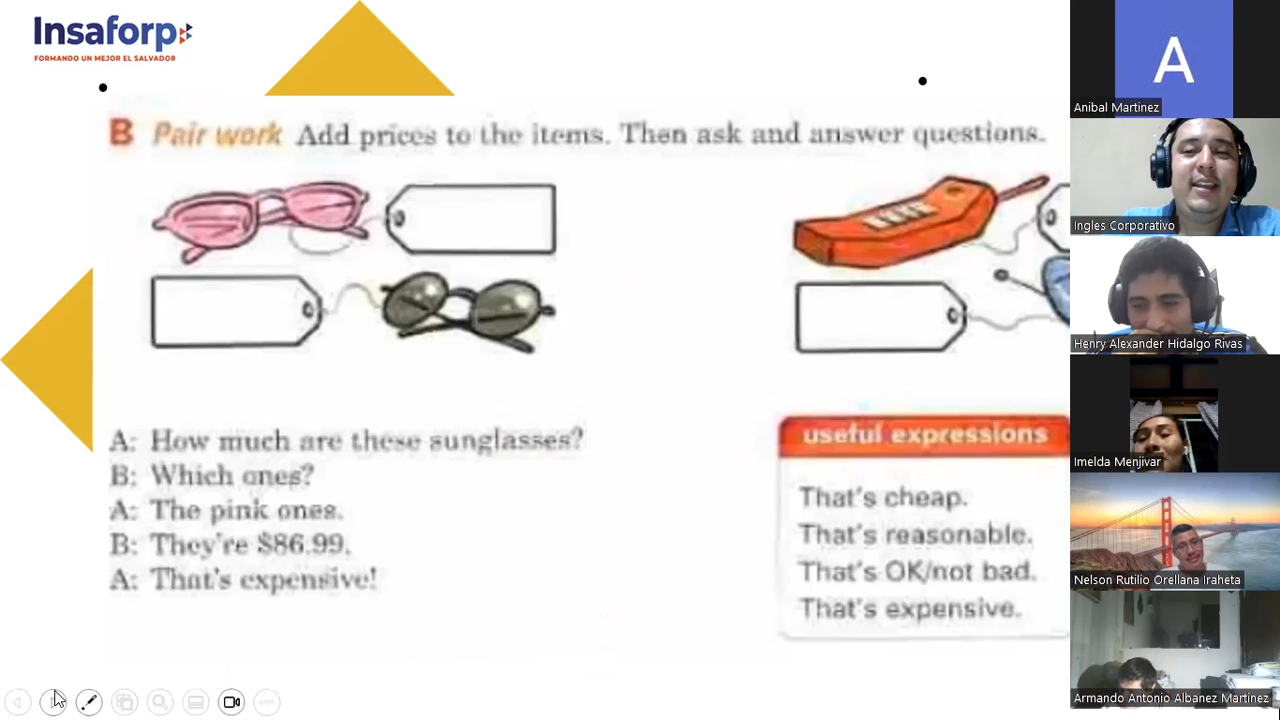 Insaforp
FORMANDO UN MEJOR EL SALVADOR
B Pair work Add prices to the items. Then ask and answer questions.
A: How much are these sunglasses?
B: Which ones?
A: The pink ones.
B: They're $86.99.
A: That's expensive!
useful expressions
That's cheap.
That's reasonable.
That's OK/not bad.
That's expensive.
A
Anibal Martinez
Ingles Corporativo
Henry Alexander Hidalgo Rivas
Imelda Menjivar
Nelson Rutilio Orellana Iraheta
Armando Antonio Albanez Martinez